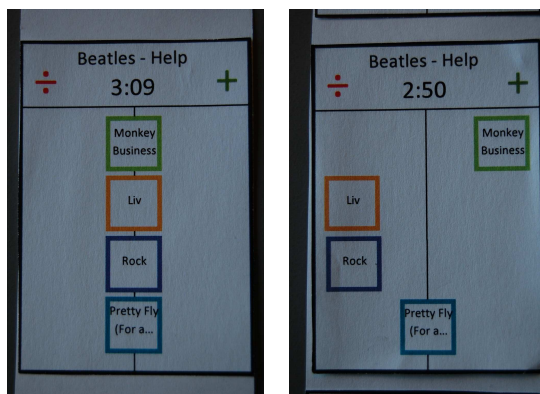 Beatles - Help
÷ 3:09 +
Monkey
Business
Liv
Rock
Pretty Fly
(For a...
Beatles - Help
÷ 2:50 +
Monkey
Business
Liv
Rock
Pretty Fly
(For a...